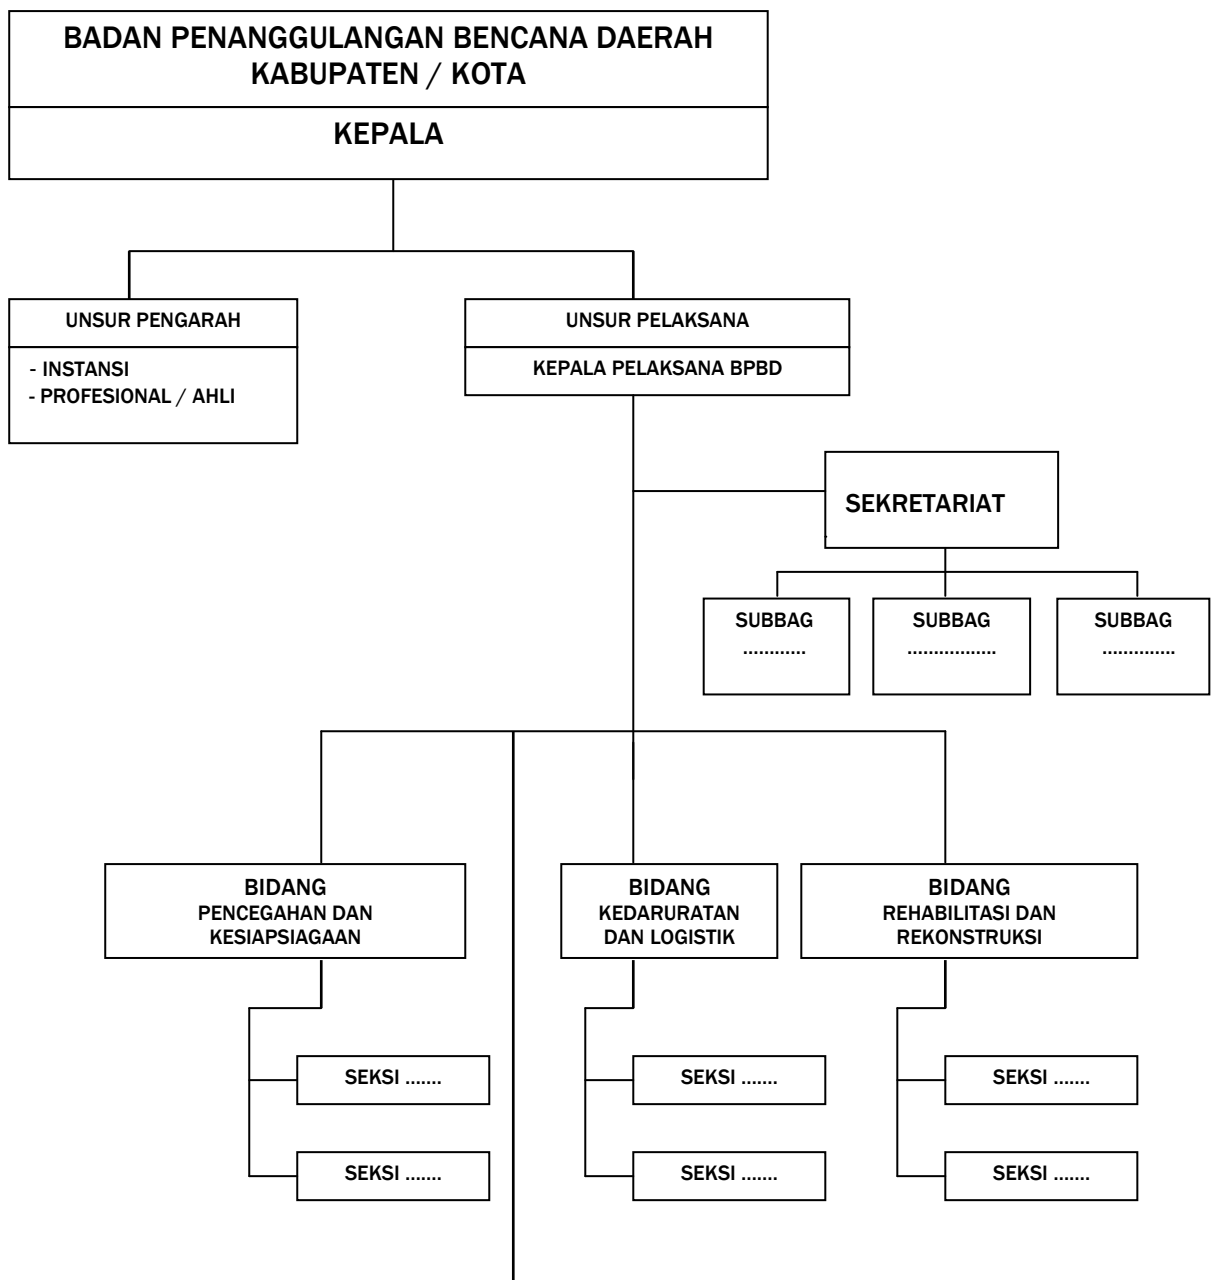 BADAN PENANGGULANGAN BENCANA DAERAH
KABUPATEN / KOTA
KEPALA
UNSUR PENGARAH
- INSTANSI
- PROFESIONAL / AHLI
UNSUR PELAKSANA
KEPALA PELAKSANA BPBD
SEKRETARIAT
SUBBAG
............
SUBBAG
.................
SUBBAG
..............
BIDANG
PENCEGAHAN DAN
KESIAPSIAGAAN
BIDANG
KEDARURATAN
DAN LOGISTIK
BIDANG
REHABILITASI DAN
REKONSTRUKSI
SEKSI .......
SEKSI .......
SEKSI .......
SEKSI .......
SEKSI .......
SEKSI .......